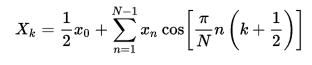 X_k = \frac{1}{2} x_0 + \sum_{n=1}^{N-1} x_n \cos\left[ \frac{\pi}{N} n \left( k + \frac{1}{2} \right) \right]